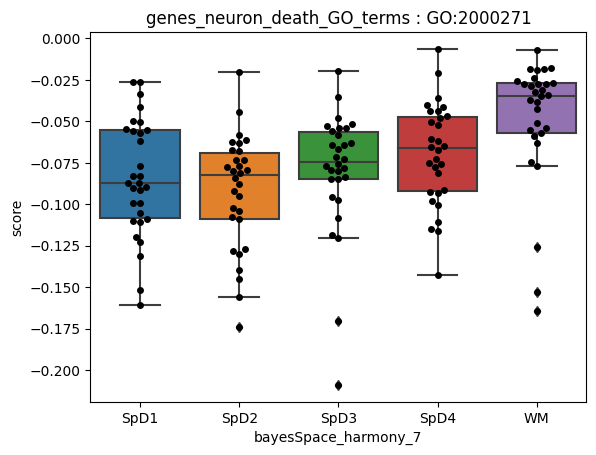 genes_neuron_death_GO_terms : GO:2000271
0.000
−0.025
−0.050
−0.075
−0.100
−0.125
−0.150
−0.175
−0.200
score
SpD1 SpD2 SpD3 SpD4 WM
bayesSpace_harmony_7